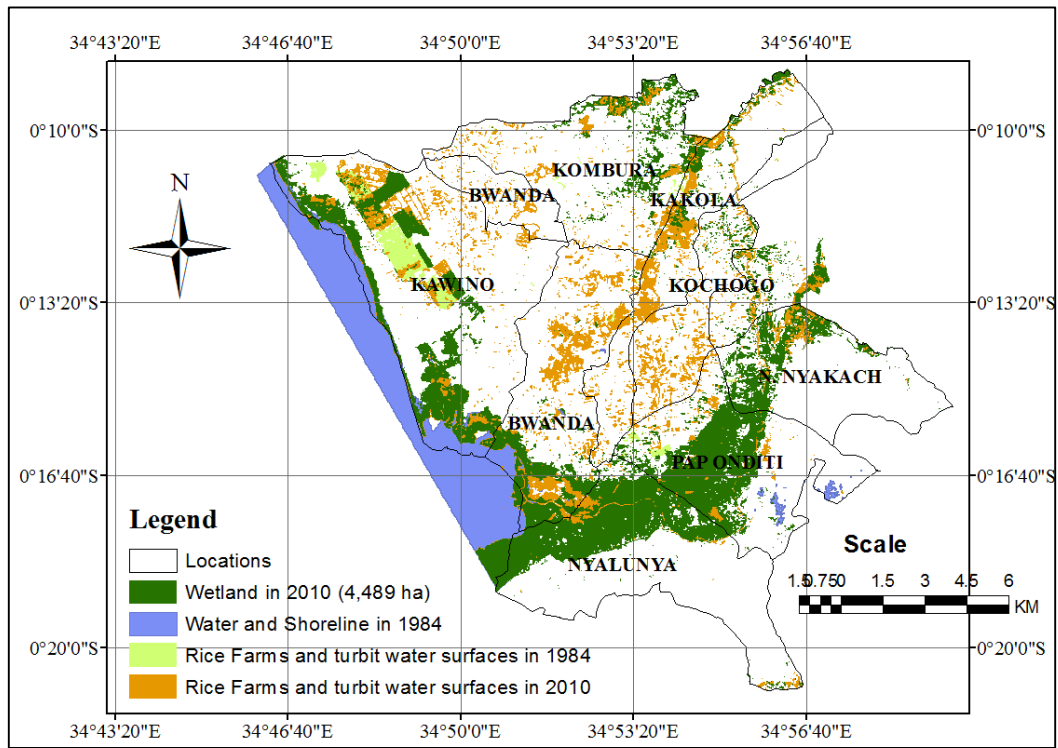 34°43'20"E 34°46'40"E 34°50'0"E 34°53'20"E 34°56'40"E
0°10'0"S 0°10'0"S
KOMBURA
BWANDA
KAKOLA
N
KAWINO
KOCHOGO
0°13'20"S 0°13'20"S
N. NYAKACH
BWANDA
PAP ONDITI
0°16'40"S 0°16'40"S
NYALUNYA
Legend
Locations
Wetland in 2010 (4,489 ha)
Water and Shoreline in 1984
Rice Farms and turbit water surfaces in 1984
Rice Farms and turbit water surfaces in 2010
Scale
1.50.750 1.5 3 4.5 6
KM
0°20'0"S 0°20'0"S
34°43'20"E 34°46'40"E 34°50'0"E 34°53'20"E 34°56'40"E